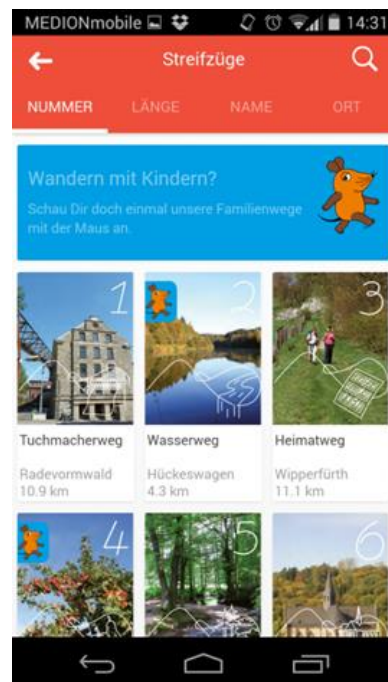 MEDIONmobile 14:31
Streifzüge
NUMMER LÄNGE NAME ORT
Wandern mit Kindern?
Schau Dir doch einmal unsere Familienwege
mit der Maus an.
1 2 3
Tuchmacherweg Wasserweg Heimatweg
Radevormwald Hückeswagen Wipperfürth
10.9 km 4.3 km 11.1 km
4 5 6